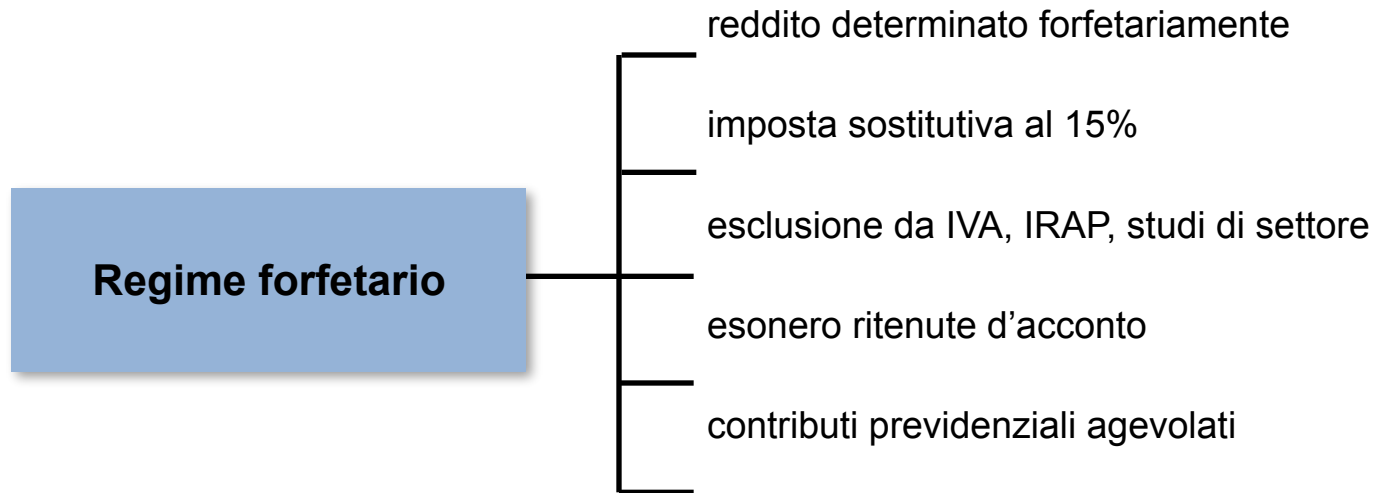 reddito determinato forfetariamente
imposta sostitutiva al 15%
esclusione da IVA, IRAP, studi di settore
Regime forfetario
esonero ritenute d’acconto
contributi previdenziali agevolati